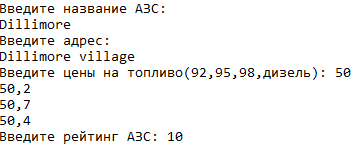 Введите название АЗС:
Dillimore
Введите адрес:
Dillimore village
Введите цены на топливо(92,95,98,дизель): 50
50,2
50,7
50,4
Введите рейтинг АЗС: 10